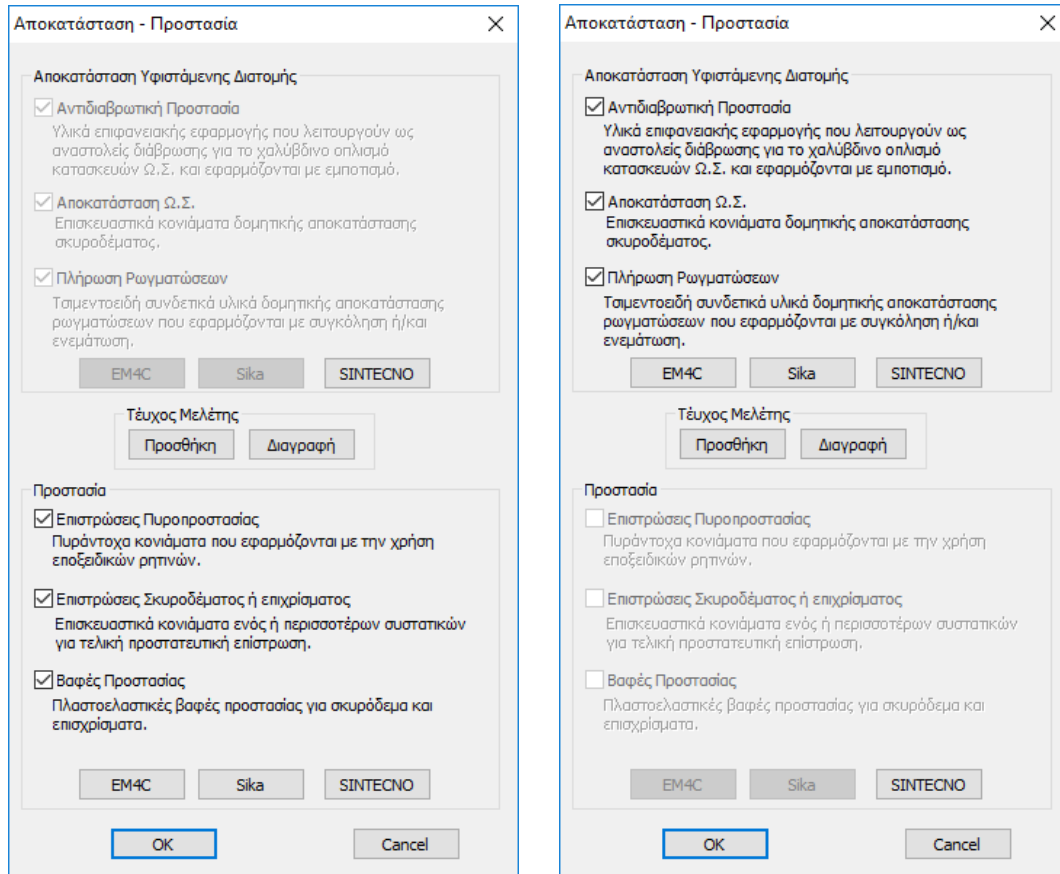 Αποκατάσταση - Προστασία
Αποκατάσταση Υφιστάμενης Διατομής
Αντιδιαβρωτική Προστασία
Υλικά επιφανειακής εφαρμογής που λειτουργούν ως
αναστολείς διάβρωσης για το χαλύβδινο οπλισμό
κατασκευών Ω.Σ. και εφαρμόζονται με εμποτισμό.
Αποκατάσταση Ω.Σ.
Επισκευαστικά κονιάματα δομητικής αποκατάστασης
σκυροδέματος.
Πλήρωση Ρωγματώσεων
Τσιμεντοειδή συνδετικά υλικά δομητικής αποκατάστασης
ρωγματώσεων που εφαρμόζονται με συγκόληση ή/και
ενεμάτωση.
EM4C Sika SINTECNO
Τέυχος Μελέτης
Προσθήκη Διαγραφή
Προστασία
Επιστρώσεις Πυροπροστασίας
Πυράντοχα κονιάματα που εφαρμόζονται με την χρήση
εποξειδικών ρητινών.
Επιστρώσεις Σκυροδέματος ή επιχρίσματος
Επισκευαστικά κονιάματα ενός ή περισσοτέρων συστατικών
για τελική προστατευτική επίστρωση.
Βαφές Προστασίας
Πλαστοελαστικές βαφές προστασίας για σκυρόδεμα και
επισχρίσματα.
EM4C Sika SINTECNO
OK Cancel
Αποκατάσταση - Προστασία
Αποκατάσταση Υφιστάμενης Διατομής
Αντιδιαβρωτική Προστασία
Υλικά επιφανειακής εφαρμογής που λειτουργούν ως
αναστολείς διάβρωσης για το χαλύβδινο οπλισμό
κατασκευών Ω.Σ. και εφαρμόζονται με εμποτισμό.
Αποκατάσταση Ω.Σ.
Επισκευαστικά κονιάματα δομητικής αποκατάστασης
σκυροδέματος.
Πλήρωση Ρωγματώσεων
Τσιμεντοειδή συνδετικά υλικά δομητικής αποκατάστασης
ρωγματώσεων που εφαρμόζονται με συγκόληση ή/και
ενεμάτωση.
EM4C Sika SINTECNO
Τέυχος Μελέτης
Προσθήκη Διαγραφή
Προστασία
Επιστρώσεις Πυροπροστασίας
Πυράντοχα κονιάματα που εφαρμόζονται με την χρήση
εποξειδικών ρητινών.
Επιστρώσεις Σκυροδέματος ή επιχρίσματος
Επισκευαστικά κονιάματα ενός ή περισσοτέρων συστατικών
για τελική προστατευτική επίστρωση.
Βαφές Προστασίας
Πλαστοελαστικές βαφές προστασίας για σκυρόδεμα και
επισχρίσματα.
EM4C Sika SINTECNO
OK Cancel